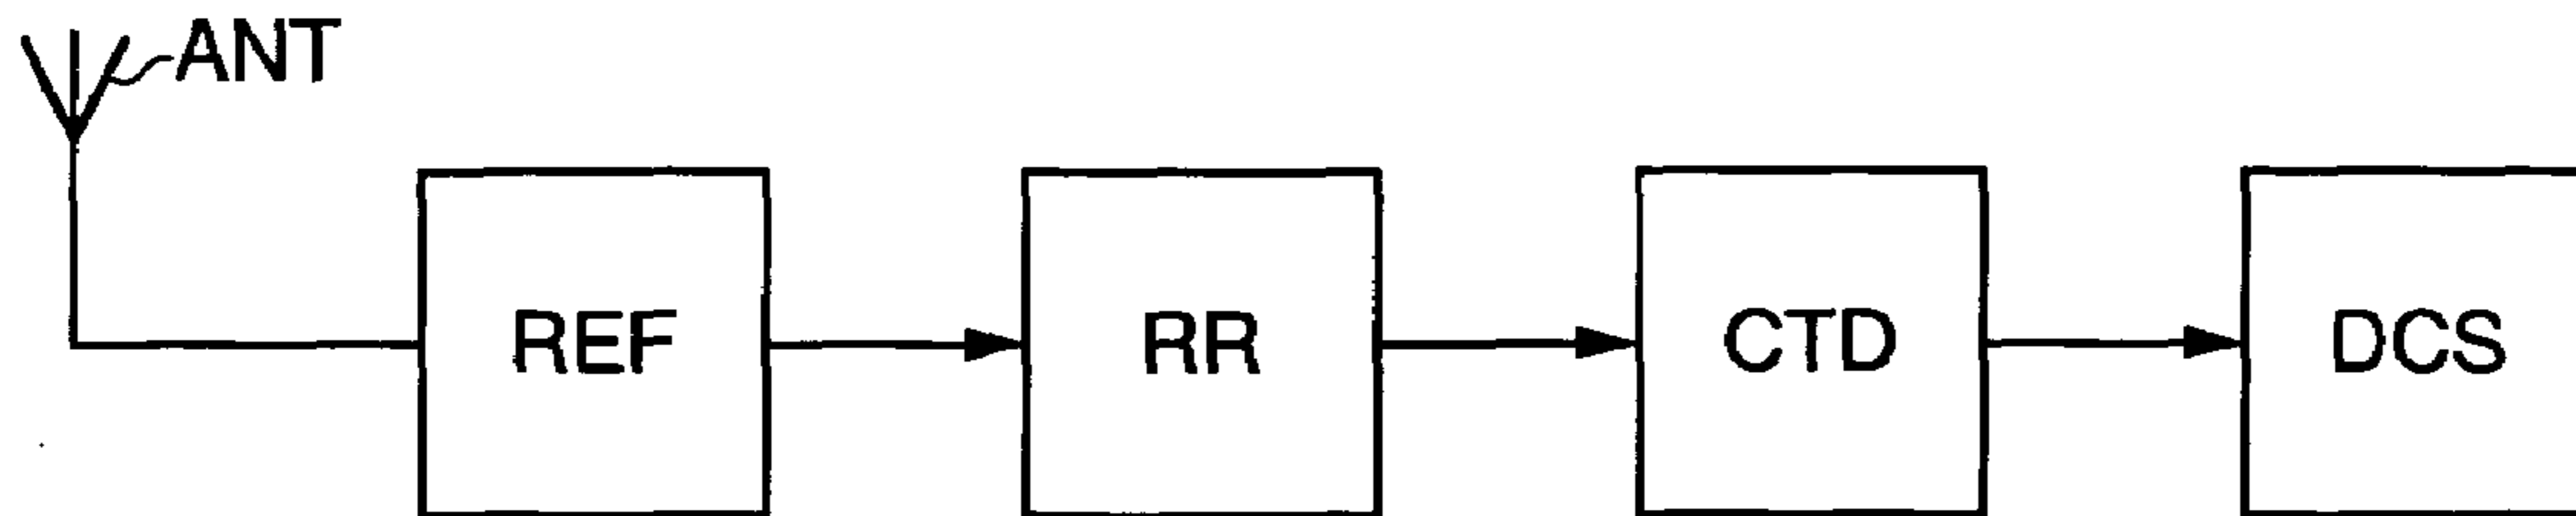 ANT
REF
RR
CTD
DCS